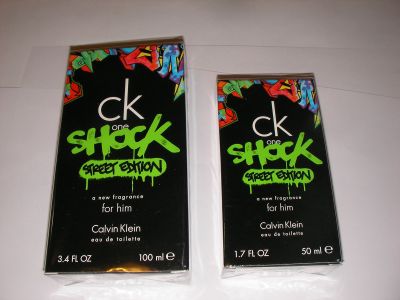 ck
one
SHOCK
STREET EDITION
a new fragrance
for him
Calvin Klein
eau de toilette
3.4 FL OZ 100 ml e
ck
one
SHOCK
STREET EDITION
a new fragrance
for him
Calvin Klein
eau de toilette
1.7 FL OZ 50 ml e